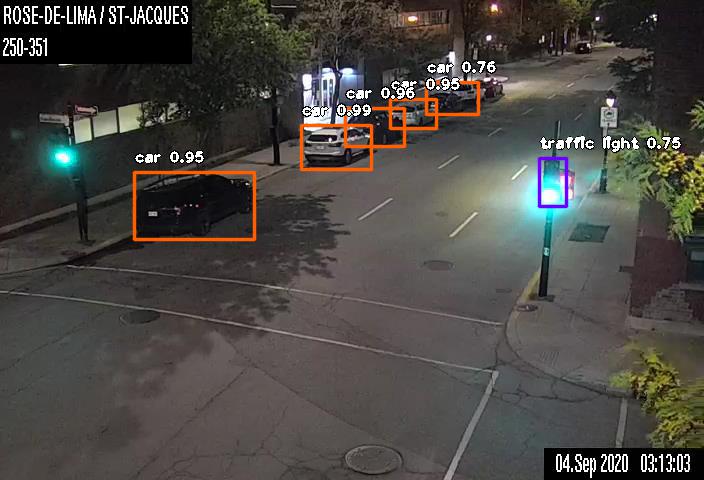 ROSE-DE-LIMA / ST-JACQUES
250-351
car 0.76
car 0.95
car 0.96
car 0.99
traffic light 0.75
car 0.95
04.Sep 2020 03:13:03